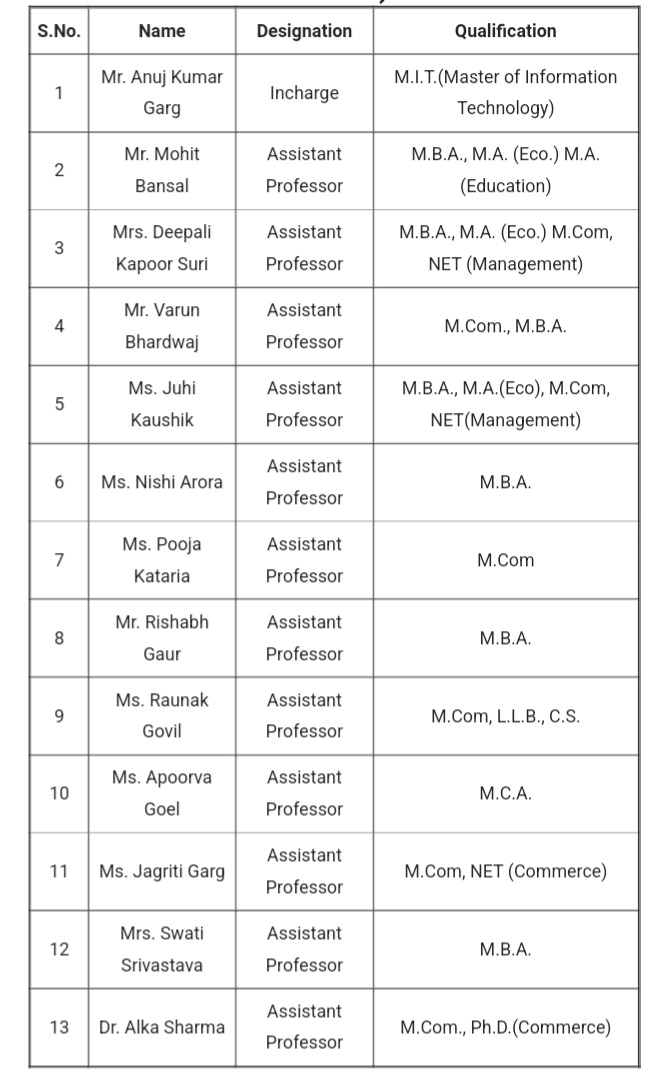 S.No. Name Designation Qualification
1 Mr. Anuj Kumar Garg Incharge M.I.T.(Master of Information Technology)
2 Mr. Mohit Bansal Assistant Professor M.B.A., M.A. (Eco.) M.A. (Education)
3 Mrs. Deepali Kapoor Suri Assistant Professor M.B.A., M.A. (Eco.) M.Com, NET (Management)
4 Mr. Varun Bhardwaj Assistant Professor M.Com., M.B.A.
5 Ms. Juhi Kaushik Assistant Professor M.B.A., M.A.(Eco), M.Com, NET(Management)
6 Ms. Nishi Arora Assistant Professor M.B.A.
7 Ms. Pooja Kataria Assistant Professor M.Com
8 Mr. Rishabh Gaur Assistant Professor M.B.A.
9 Ms. Raunak Govil Assistant Professor M.Com, L.L.B., C.S.
10 Ms. Apoorva Goel Assistant Professor M.C.A.
11 Ms. Jagriti Garg Assistant Professor M.Com, NET (Commerce)
12 Mrs. Swati Srivastava Assistant Professor M.B.A.
13 Dr. Alka Sharma Assistant Professor M.Com., Ph.D.(Commerce)